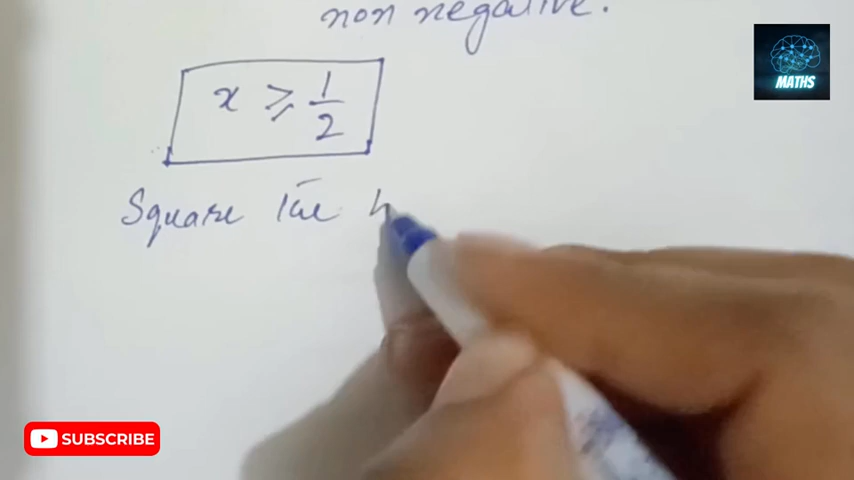 non negative.
MATHS
x ≥ 1/2
Square the
SUBSCRIBE